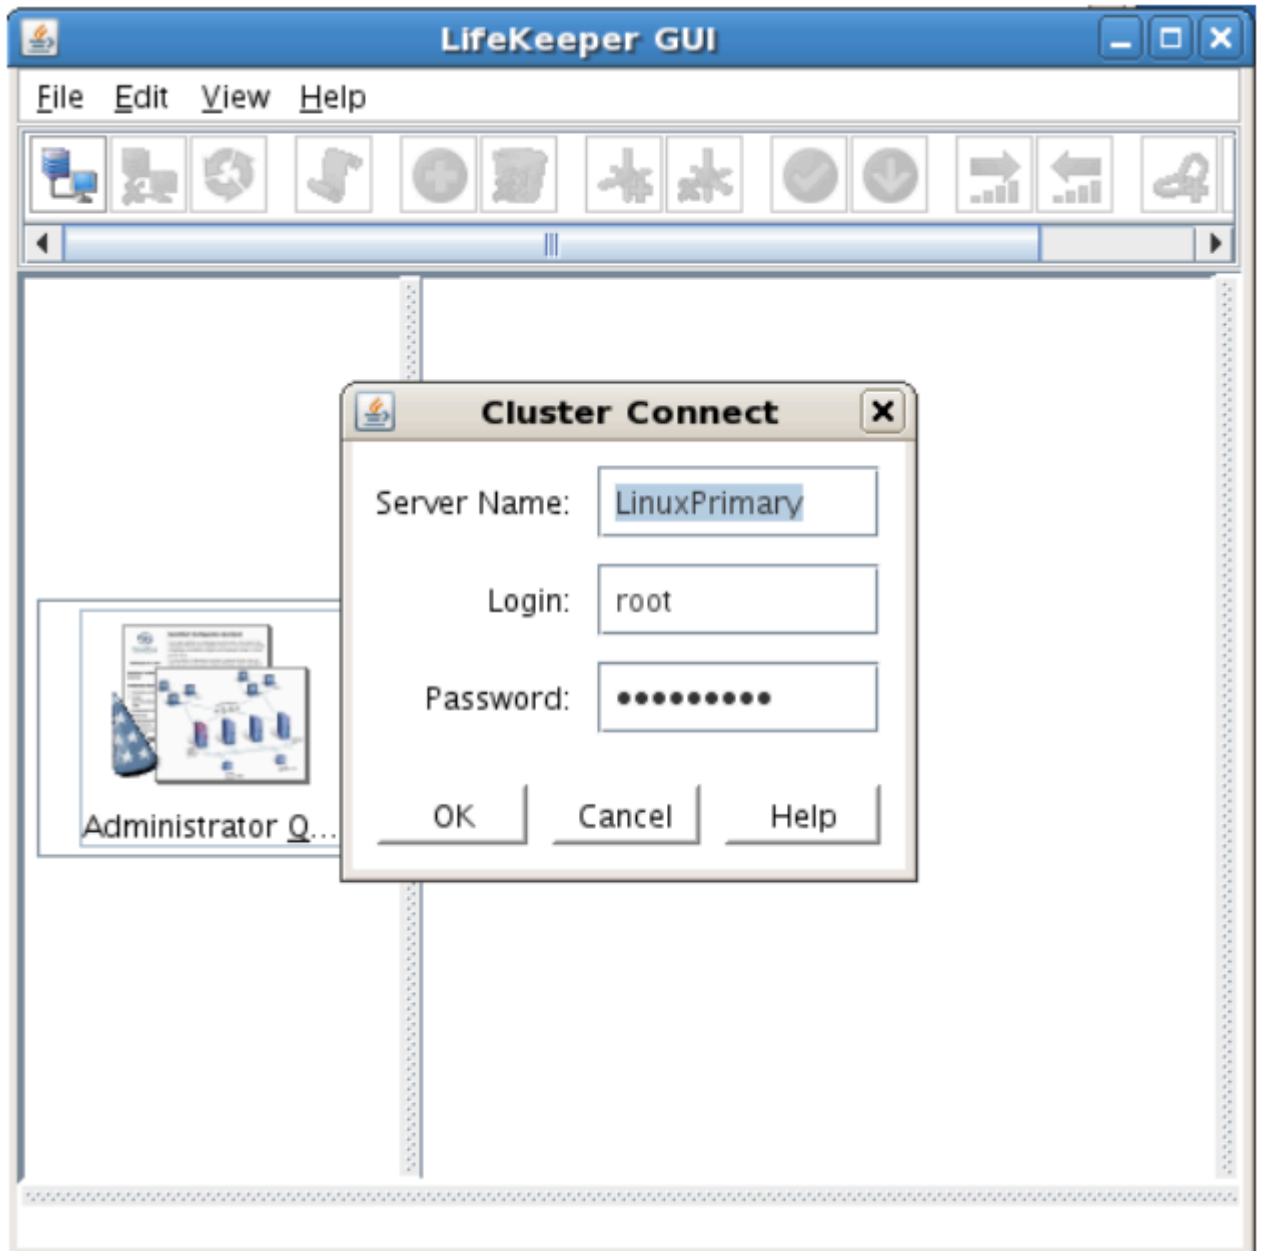 LifeKeeper GUI
File Edit View Help
Cluster Connect
Server Name: LinuxPrimary
Login: root
Password: •••••••••
OK Cancel Help
Administrator Q...